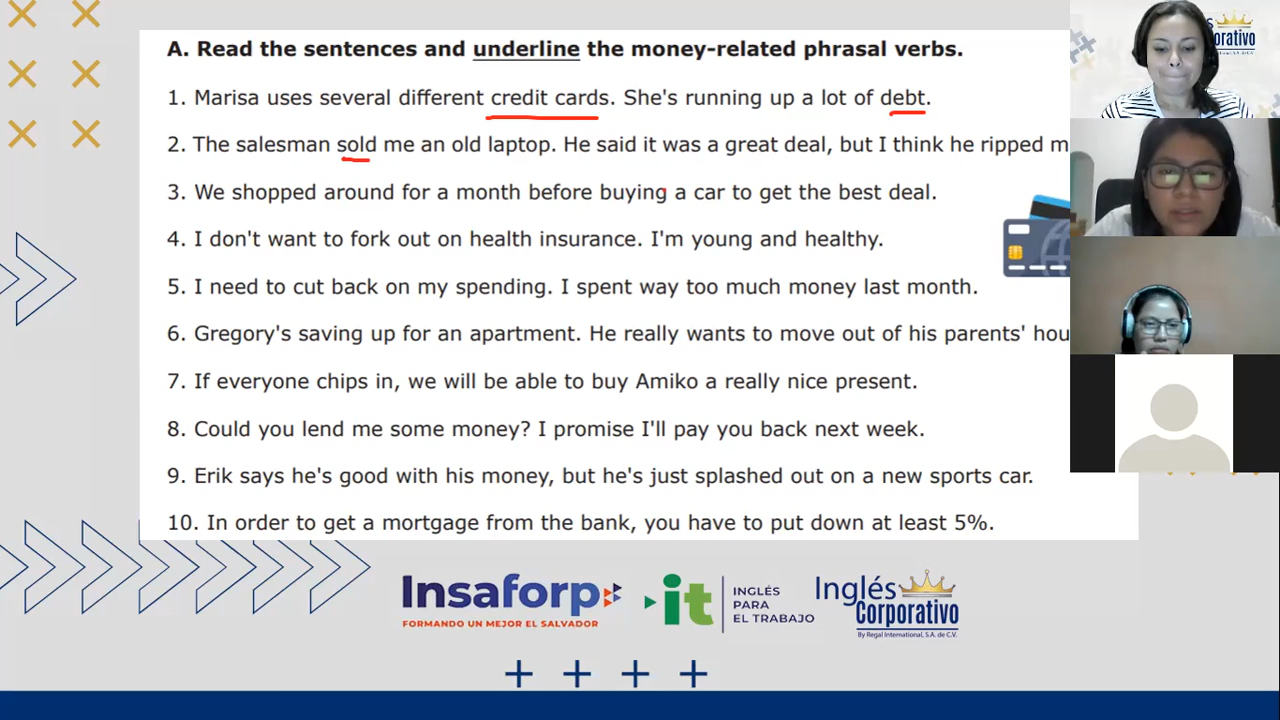 A. Read the sentences and underline the money-related phrasal verbs.
1. Marisa uses several different credit cards. She's running up a lot of debt.
2. The salesman sold me an old laptop. He said it was a great deal, but I think he ripped m
3. We shopped around for a month before buying a car to get the best deal.
4. I don't want to fork out on health insurance. I'm young and healthy.
5. I need to cut back on my spending. I spent way too much money last month.
6. Gregory's saving up for an apartment. He really wants to move out of his parents' hou
7. If everyone chips in, we will be able to buy Amiko a really nice present.
8. Could you lend me some money? I promise I'll pay you back next week.
9. Erik says he's good with his money, but he's just splashed out on a new sports car.
10. In order to get a mortgage from the bank, you have to put down at least 5%.
Insaforp
FORMANDO UN MEJOR EL SALVADOR
it
INGLÉS
PARA
EL TRABAJO
Inglés
Corporativo
By Regal International, S.A. de C.V.
s
orativo